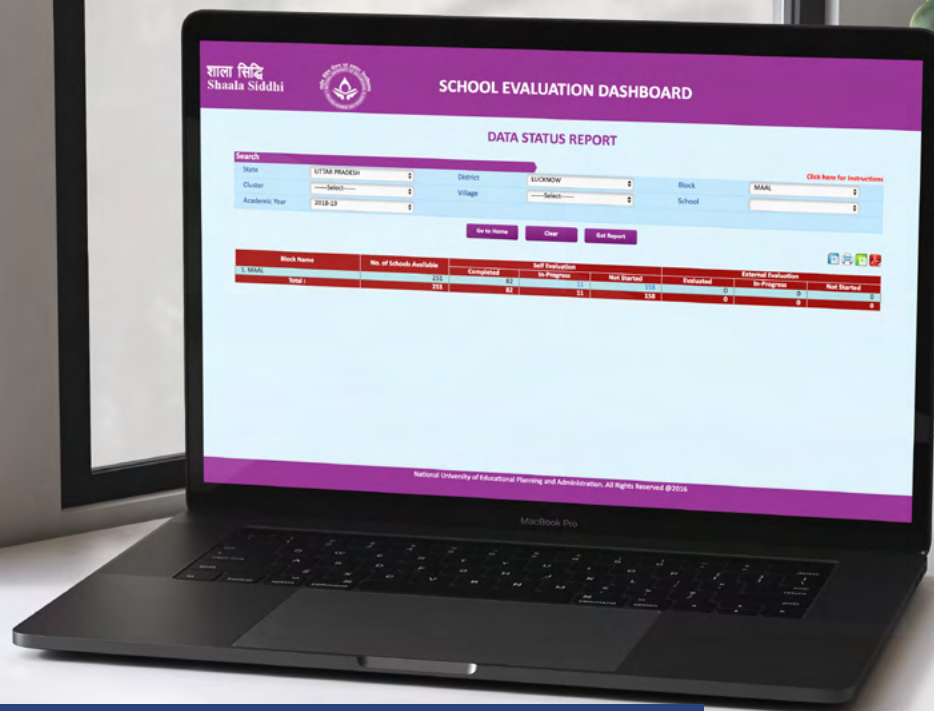 शाला सिद्धि
Shaala Siddhi
SCHOOL EVALUATION DASHBOARD
DATA STATUS REPORT
Search
Click here for Instructions
State UTTAR PRADESH District LUCKNOW Block MAAL
Cluster -----Select----- Village -----Select----- School
Academic Year 2018-19
Go to Home Clear Get Report
Block Name No. of Schools Available Self Evaluation External Evaluation
Completed In-Progress Not Started Evaluated In-Progress Not Started
1. MAAL 251 82 11 158 0 0 0
Total : 251 82 11 158 0 0 0
National University of Educational Planning and Administration. All Rights Reserved @2016
MacBook Pro